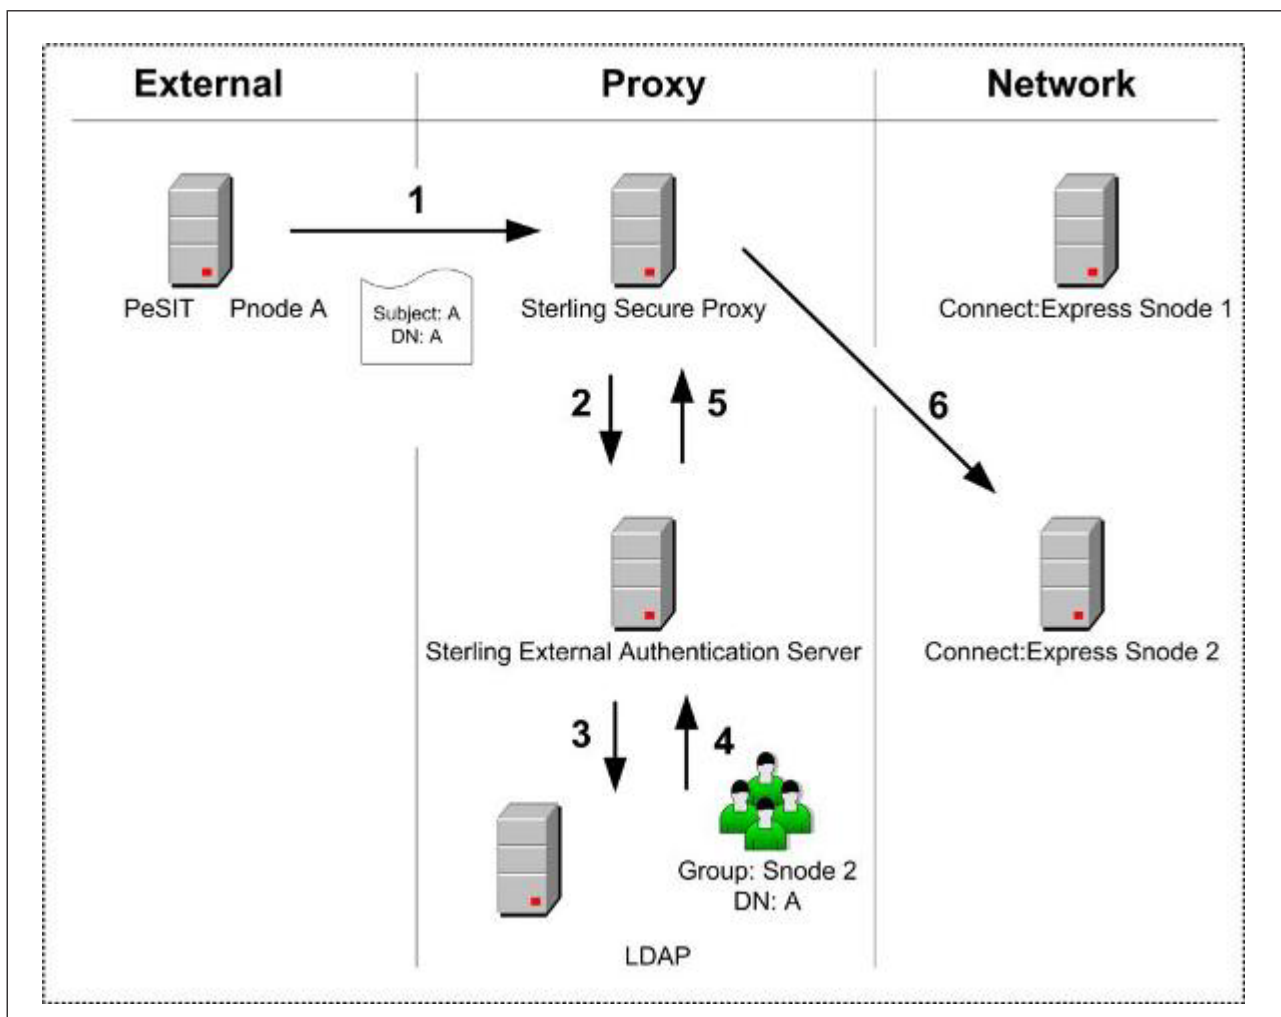 External
Proxy
Network
1
PeSIT Pnode A
Subject: A
DN: A
Sterling Secure Proxy
Connect:Express Snode 1
2
5
6
Sterling External Authentication Server
Connect:Express Snode 2
3
4
Group: Snode 2
DN: A
LDAP